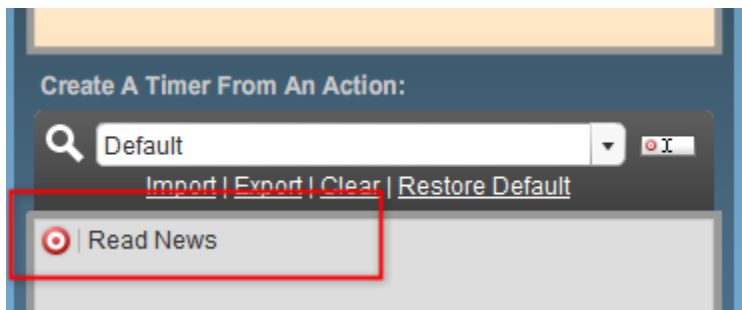 Create A Timer From An Action:
Default
Import | Export | Clear | Restore Default
Read News